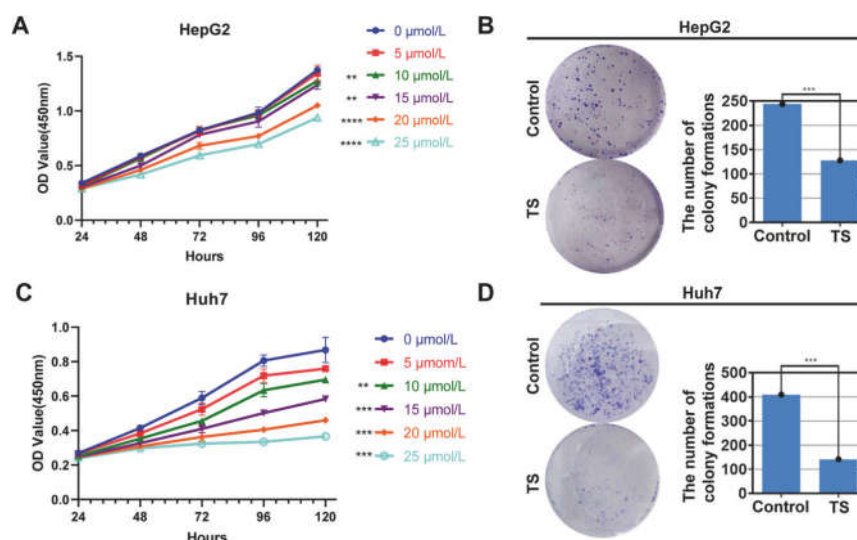 A
HepG2
OD Value(450nm)
1.5
1.0
0.5
0.0
24 48 72 96 120
Hours
0 μmol/L
5 μmol/L
** 10 μmol/L
** 15 μmol/L
**** 20 μmol/L
**** 25 μmol/L
B
HepG2
Control
TS
The number of
colony formations
250
200
150
100
50
0
***
Control TS
C
Huh7
OD Value(450nm)
1.0
0.8
0.6
0.4
0.2
0.0
24 48 72 96 120
Hours
0 μmol/L
5 μmom/L
** 10 μmol/L
*** 15 μmol/L
*** 20 μmol/L
*** 25 μmol/L
D
Huh7
Control
TS
The number of
colony formations
500
400
300
200
100
0
***
Control TS